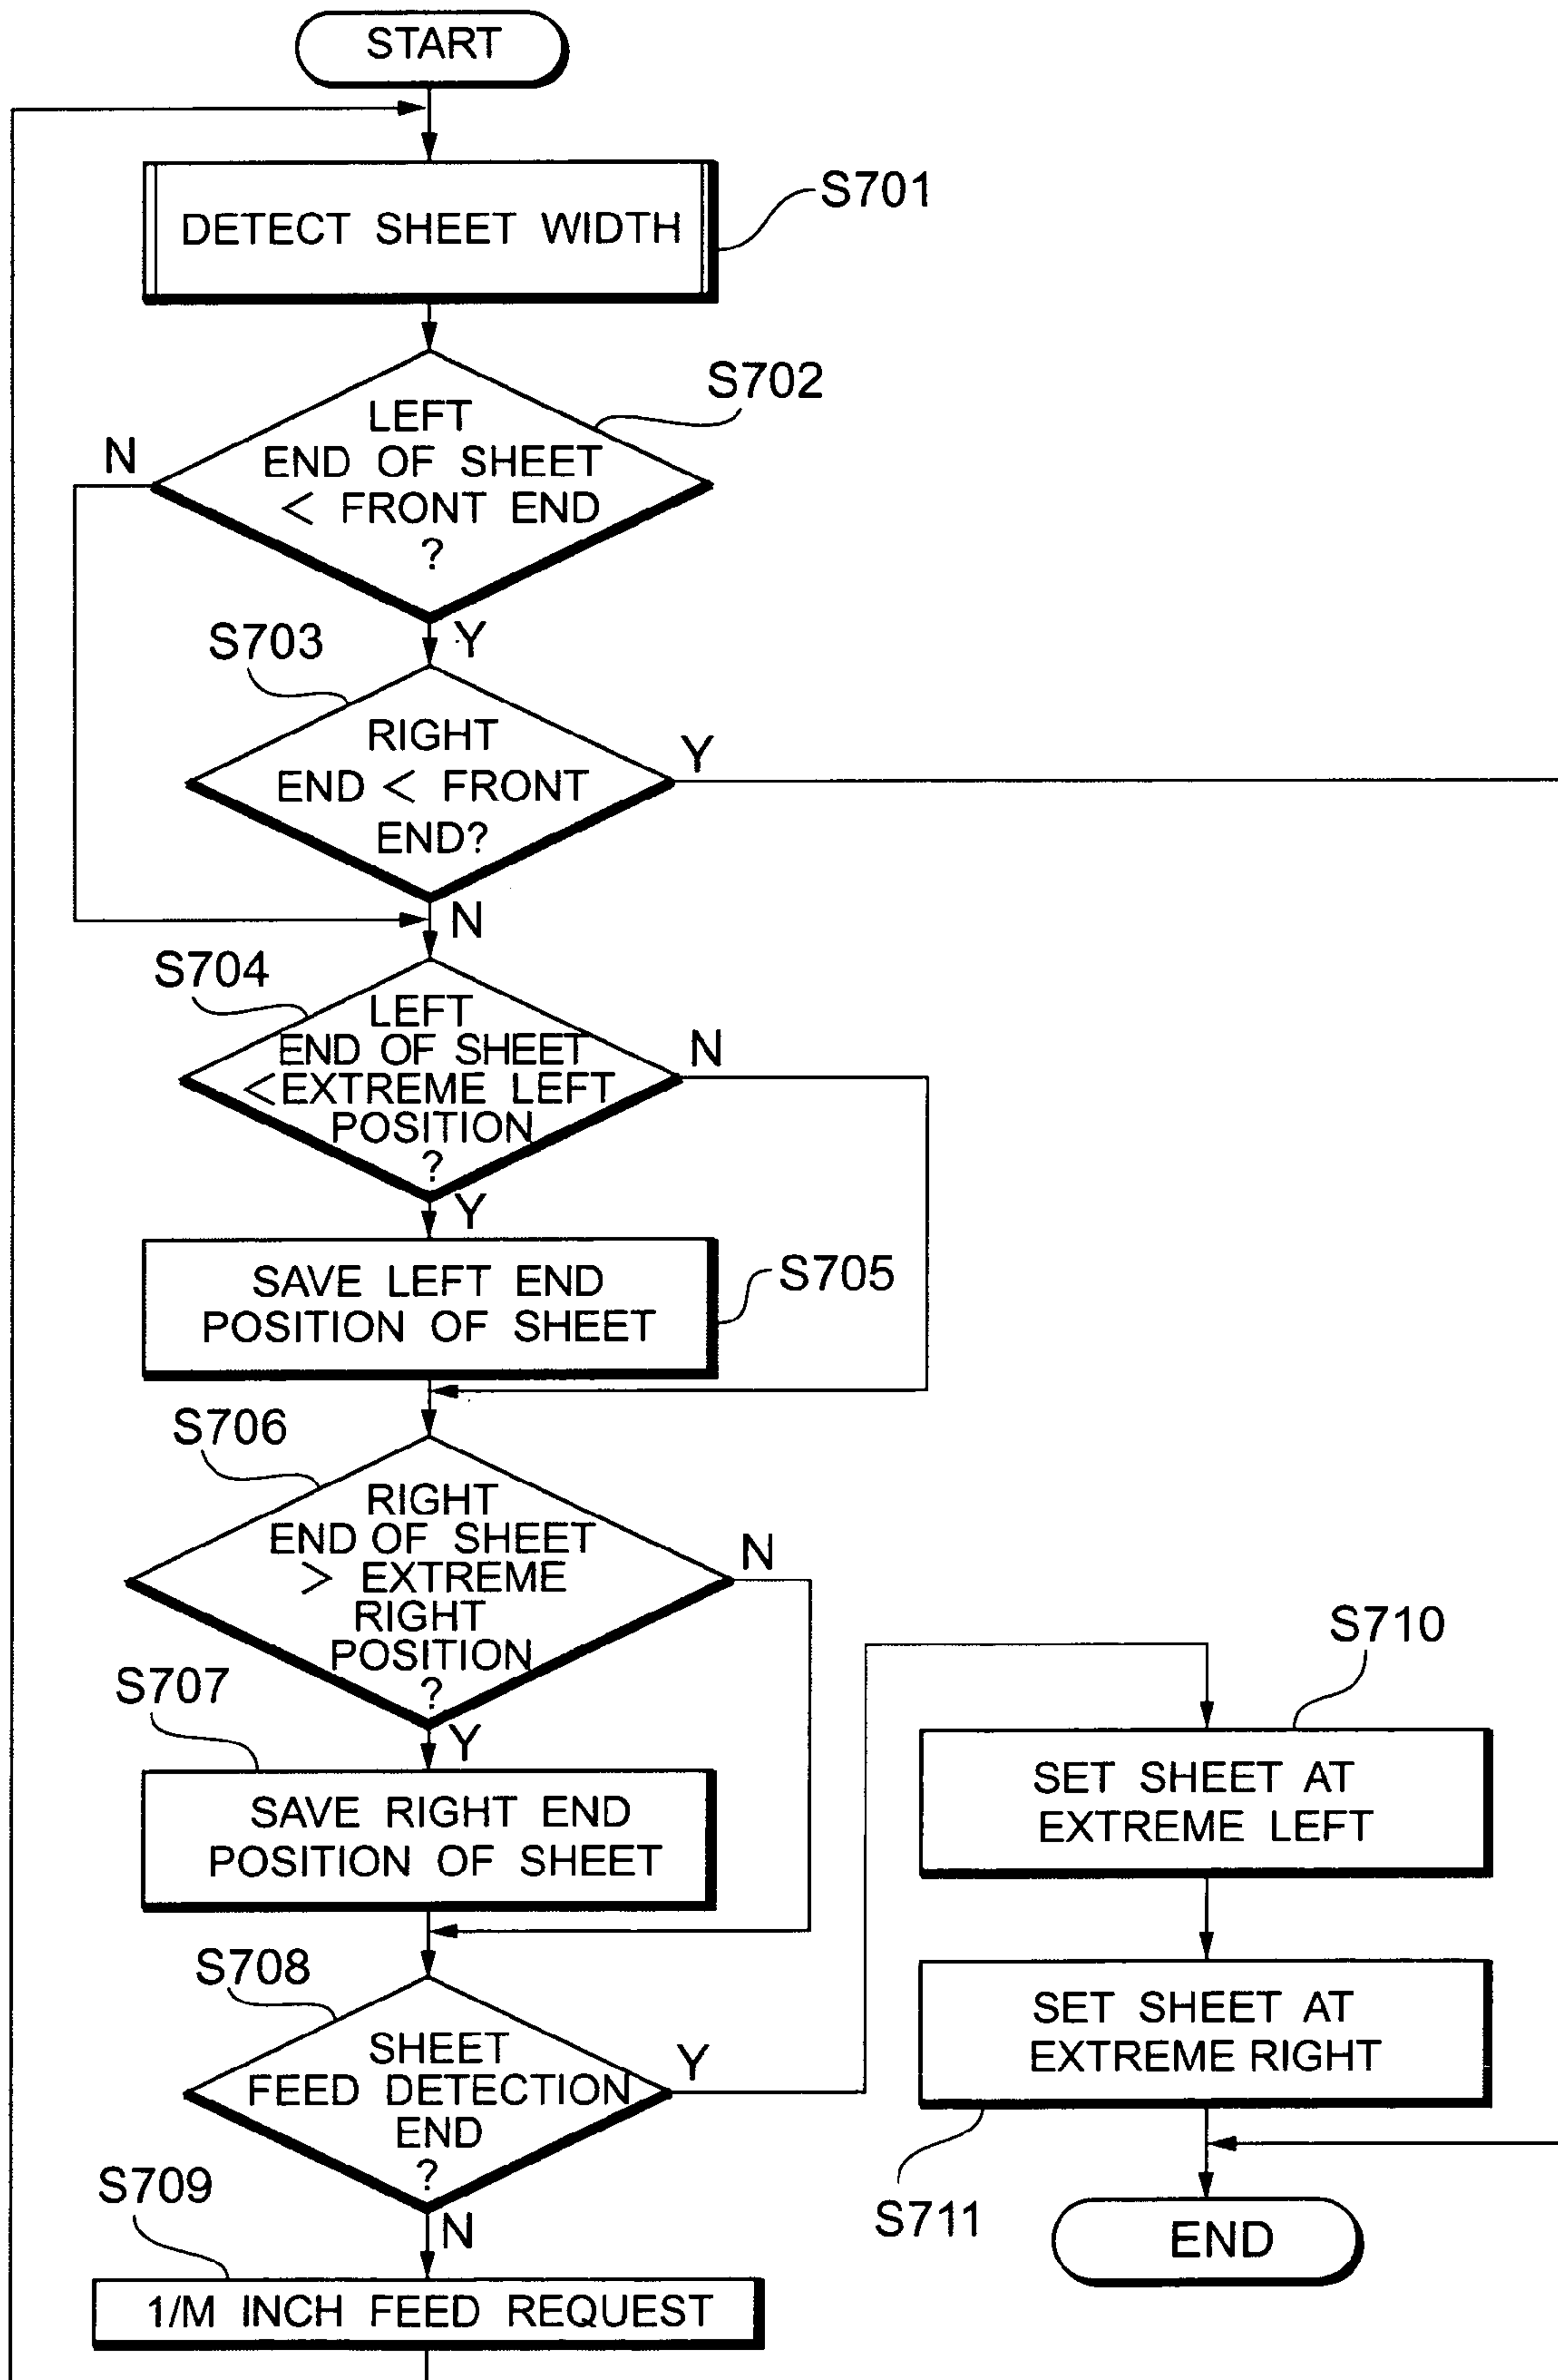 START
DETECT SHEET WIDTH
S701
LEFT
END OF SHEET
< FRONT END
?
S702
N
Y
S703
RIGHT
END < FRONT
END?
Y
N
S704
LEFT
END OF SHEET
<EXTREME LEFT
POSITION
?
N
Y
SAVE LEFT END
POSITION OF SHEET
S705
S706
RIGHT
END OF SHEET
> EXTREME
RIGHT
POSITION
?
N
Y
S707
SAVE RIGHT END
POSITION OF SHEET
S708
SHEET
FEED DETECTION
END
?
Y
N
S709
1/M INCH FEED REQUEST
S710
SET SHEET AT
EXTREME LEFT
SET SHEET AT
EXTREME RIGHT
S711
END